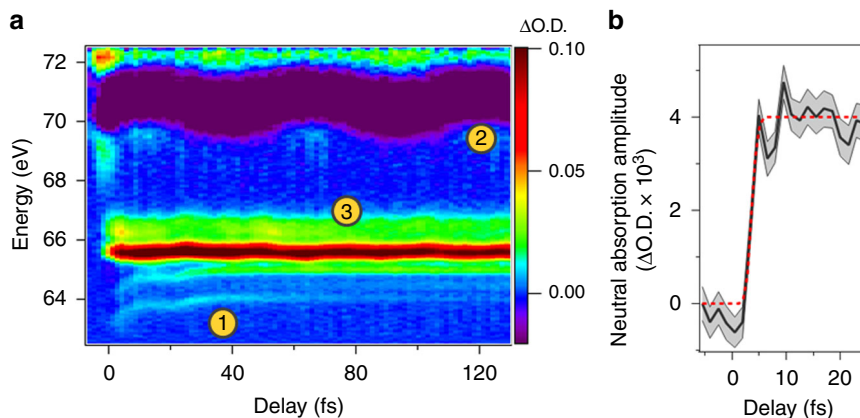 a
b
ΔO.D.
0.10
0.05
0.00
72
70
68
66
64
Energy (eV)
1
2
3
0
40
80
120
Delay (fs)
Neutral absorption amplitude
(ΔO.D. × 10³)
4
2
0
0
10
20
Delay (fs)